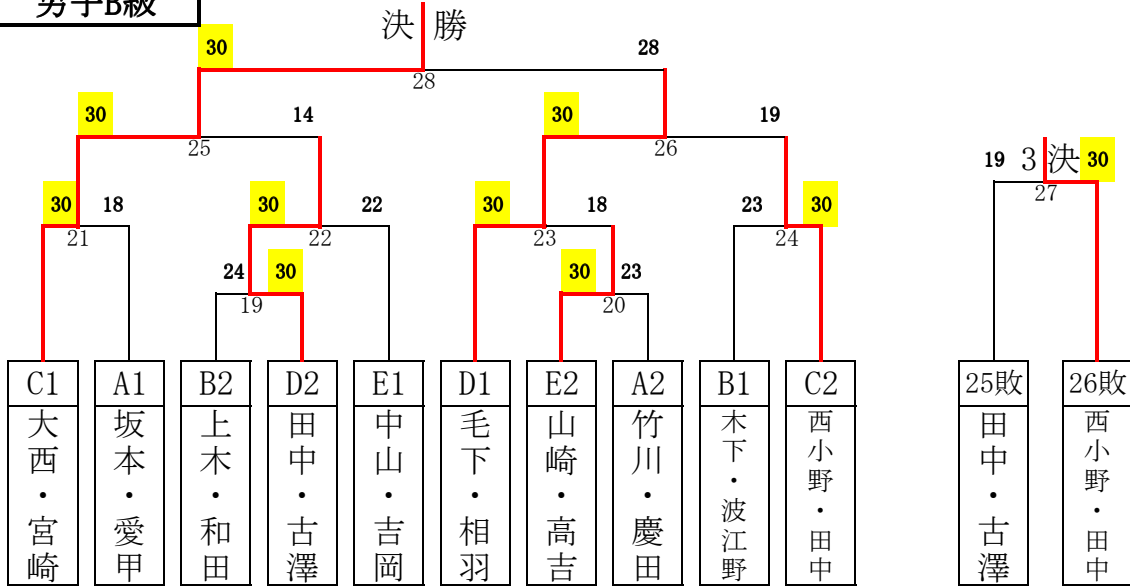 男子B級
決 勝
30 28
28
30 14 30 19
25 26
19 3決 30
27
30 18 30 22 30 18 23 30
21 22 23 24
24 30 30 23
19 20
C1 A1 B2 D2 E1 D1 E2 A2 B1 C2 25敗 26敗
大西・宮崎
坂本・愛甲
上木・和田
田中・古澤
中山・吉岡
毛下・相羽
山崎・高吉
竹川・慶田
木下・波江野
西小野・田中
田中・古澤
西小野・田中